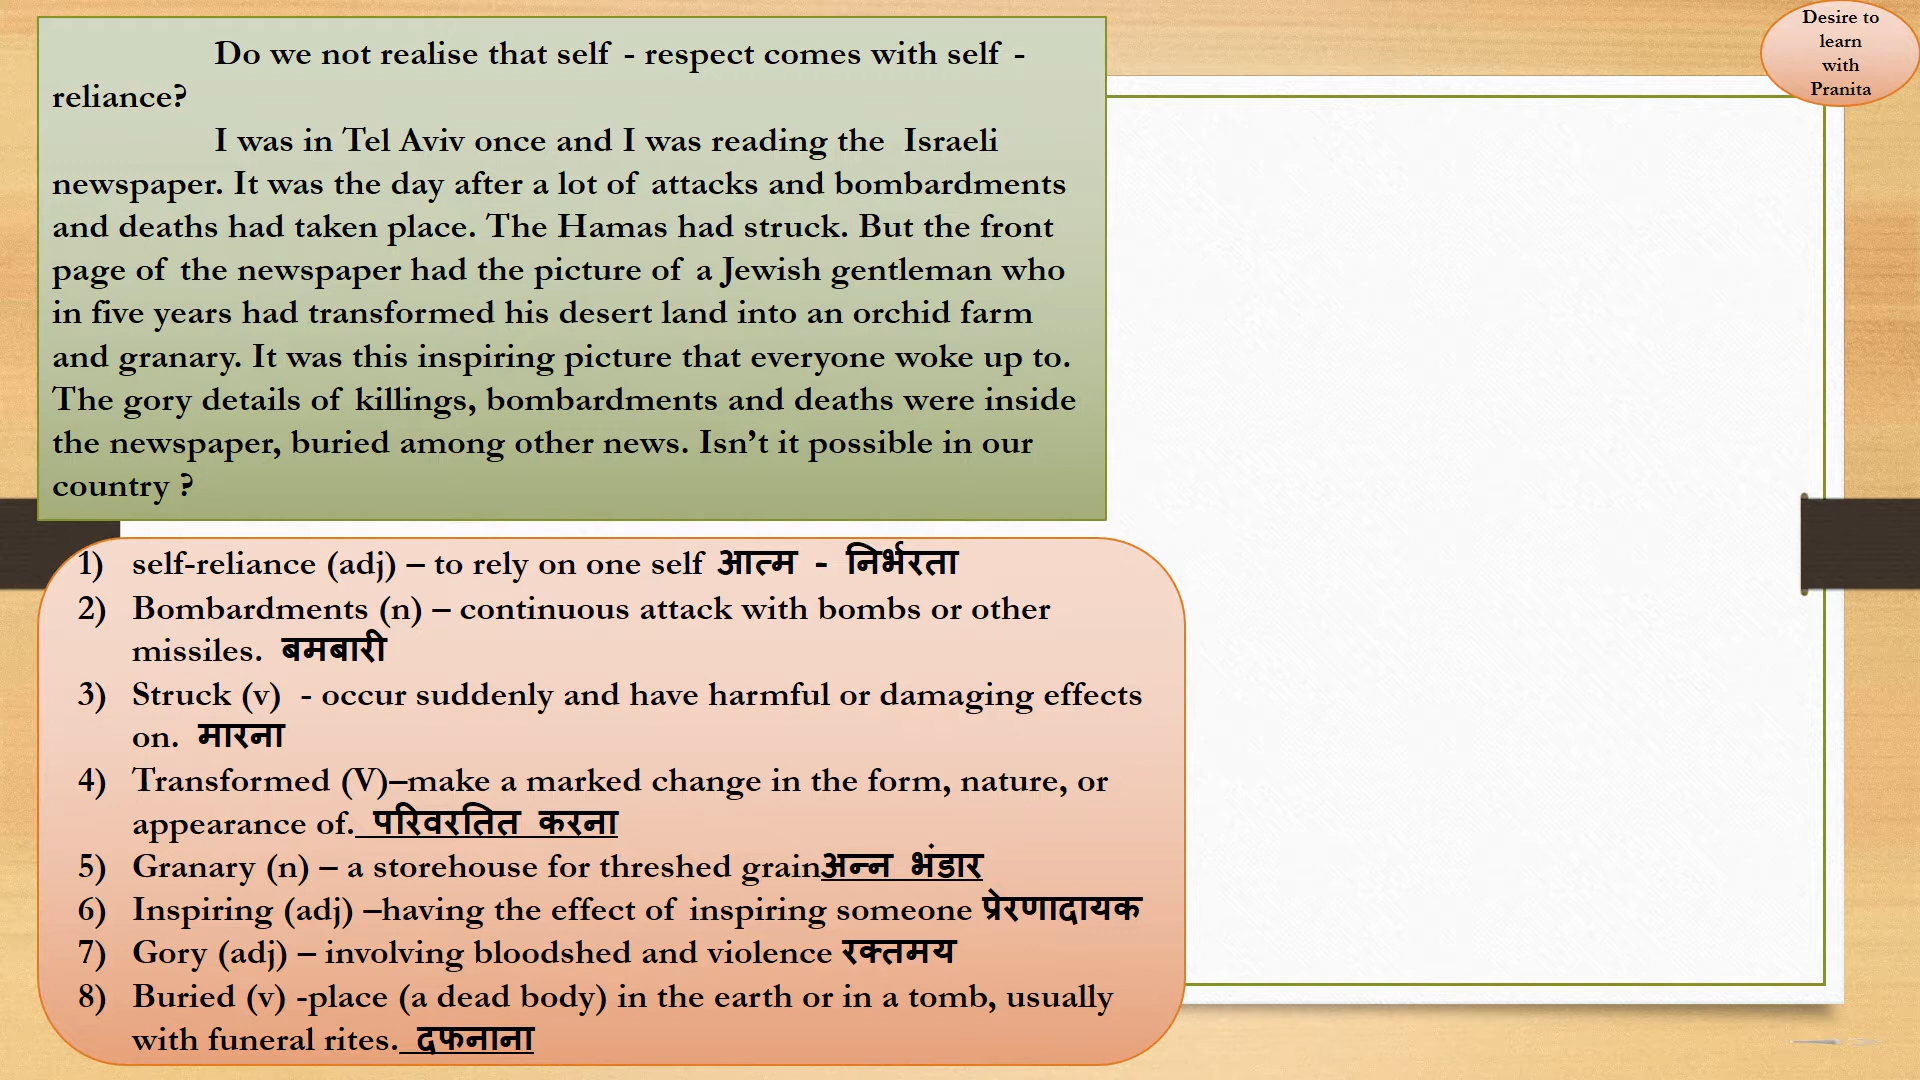 Do we not realise that self - respect comes with self -
reliance?
I was in Tel Aviv once and I was reading the Israeli
newspaper. It was the day after a lot of attacks and bombardments
and deaths had taken place. The Hamas had struck. But the front
page of the newspaper had the picture of a Jewish gentleman who
in five years had transformed his desert land into an orchid farm
and granary. It was this inspiring picture that everyone woke up to.
The gory details of killings, bombardments and deaths were inside
the newspaper, buried among other news. Isn’t it possible in our
country ?
Desire to
learn
with
Pranita
1) self-reliance (adj) – to rely on one self आत्म - निर्भरता
2) Bombardments (n) – continuous attack with bombs or other
missiles. बमबारी
3) Struck (v) - occur suddenly and have harmful or damaging effects
on. मारना
4) Transformed (V)–make a marked change in the form, nature, or
appearance of. परिवरतित करना
5) Granary (n) – a storehouse for threshed grainअन्न भंडार
6) Inspiring (adj) –having the effect of inspiring someone प्रेरणादायक
7) Gory (adj) – involving bloodshed and violence रक्तमय
8) Buried (v) -place (a dead body) in the earth or in a tomb, usually
with funeral rites. दफनाना